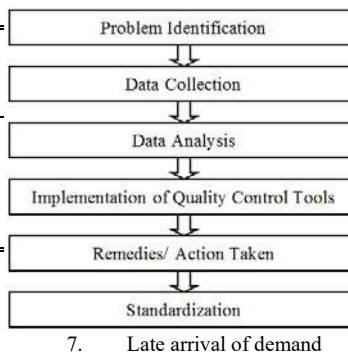 Problem Identification
Data Collection
Data Analysis
Implementation of Quality Control Tools
Remedies/ Action Taken
Standardization
7. Late arrival of demand